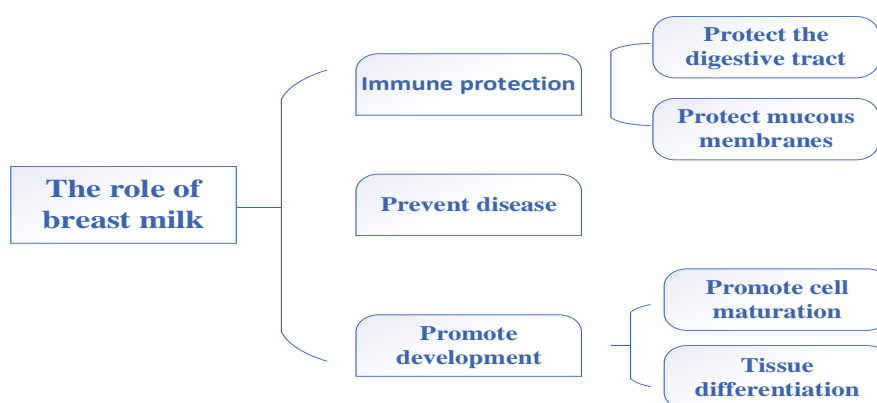 The role of
breast milk
Immune protection
Protect the
digestive tract
Protect mucous
membranes
Prevent disease
Promote
development
Promote cell
maturation
Tissue
differentiation